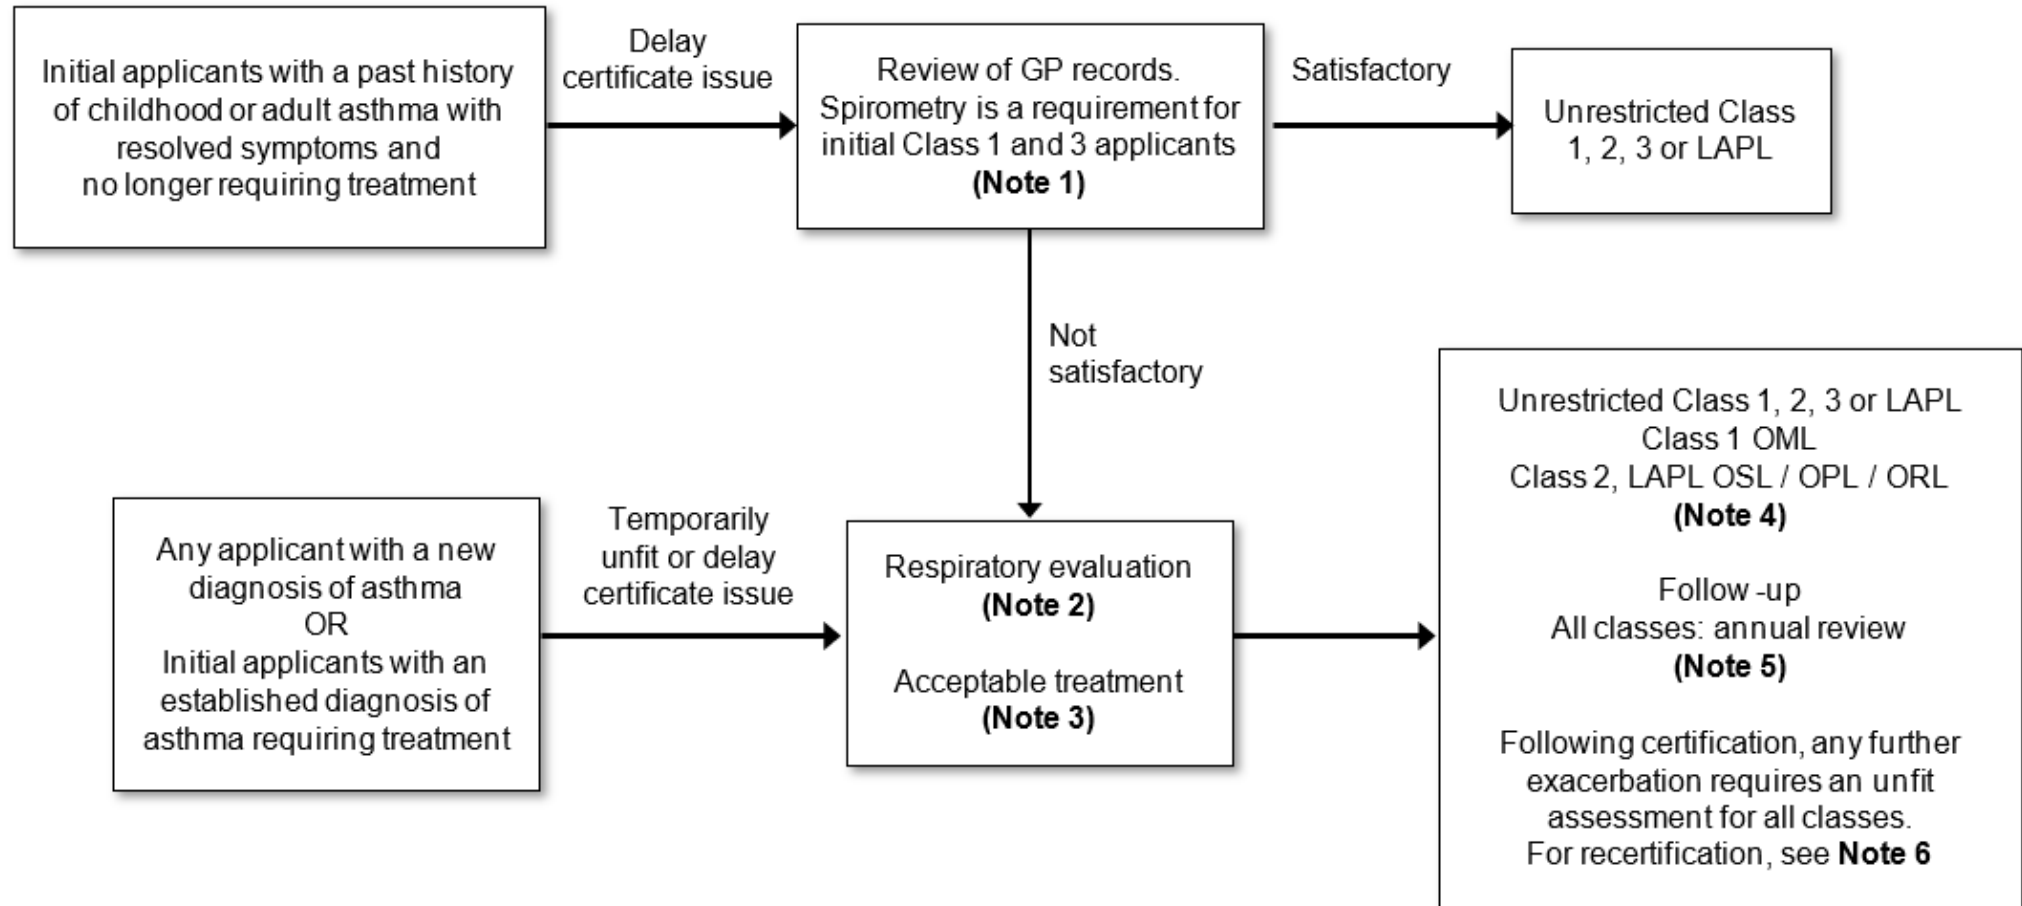 Initial applicants with a past history
of childhood or adult asthma with
resolved symptoms and
no longer requiring treatment
Delay
certificate issue
Review of GP records.
Spirometry is a requirement for
initial Class 1 and 3 applicants
(Note 1)
Satisfactory
Unrestricted Class
1, 2, 3 or LAPL
Not
satisfactory
Any applicant with a new
diagnosis of asthma
OR
Initial applicants with an
established diagnosis of
asthma requiring treatment
Temporarily
unfit or delay
certificate issue
Respiratory evaluation
(Note 2)
Acceptable treatment
(Note 3)
Unrestricted Class 1, 2, 3 or LAPL
Class 1 OML
Class 2, LAPL OSL / OPL / ORL
(Note 4)
Follow -up
All classes: annual review
(Note 5)
Following certification, any further
exacerbation requires an unfit
assessment for all classes.
For recertification, see Note 6